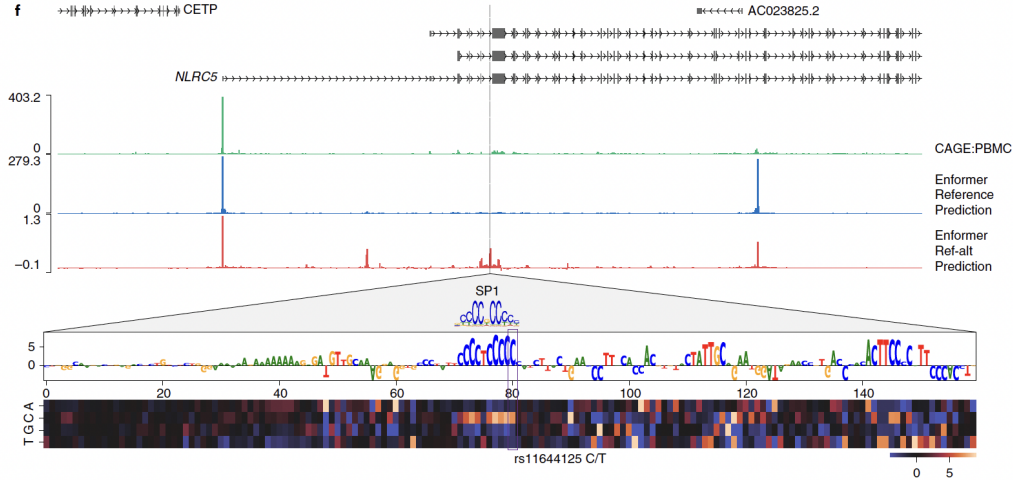 f
CETP
AC023825.2
NLRC5
403.2
0
CAGE:PBMC
279.3
0
Enformer
Reference
Prediction
1.3
–0.1
Enformer
Ref-alt
Prediction
SP1
5
0
0 20 40 60 80 100 120 140
T G C A
rs11644125 C/T
0 5